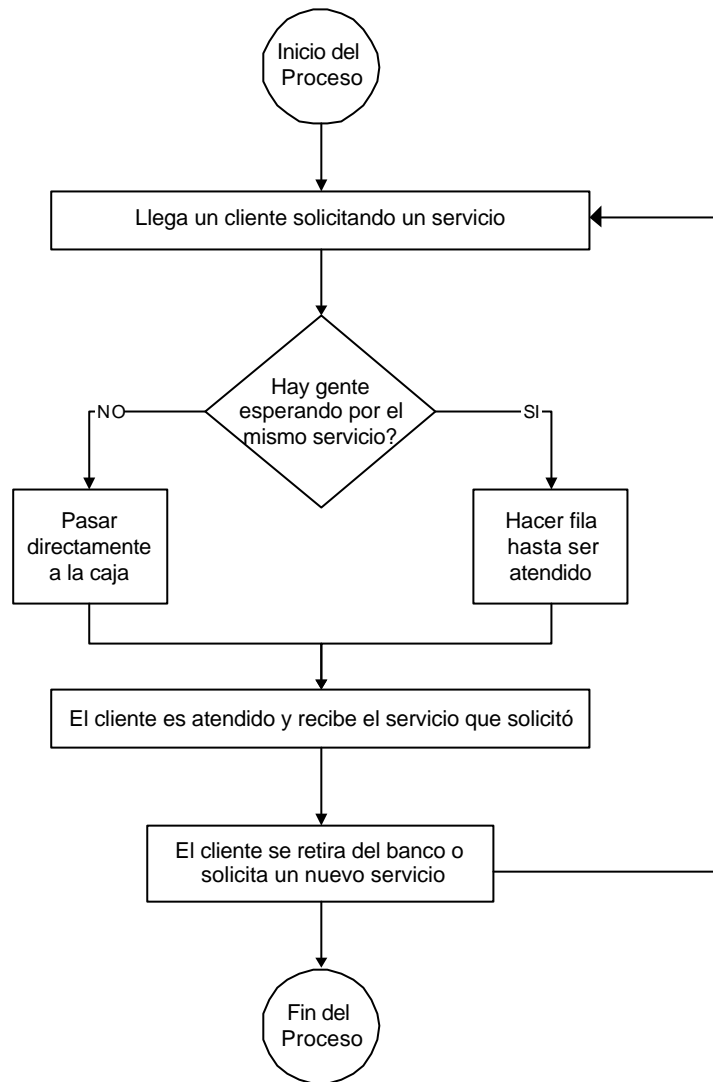 Inicio del
Proceso
Llega un cliente solicitando un servicio
Hay gente
esperando por el
mismo servicio?
NO
SI
Pasar
directamente
a la caja
Hacer fila
hasta ser
atendido
El cliente es atendido y recibe el servicio que solicitó
El cliente se retira del banco o
solicita un nuevo servicio
Fin del
Proceso